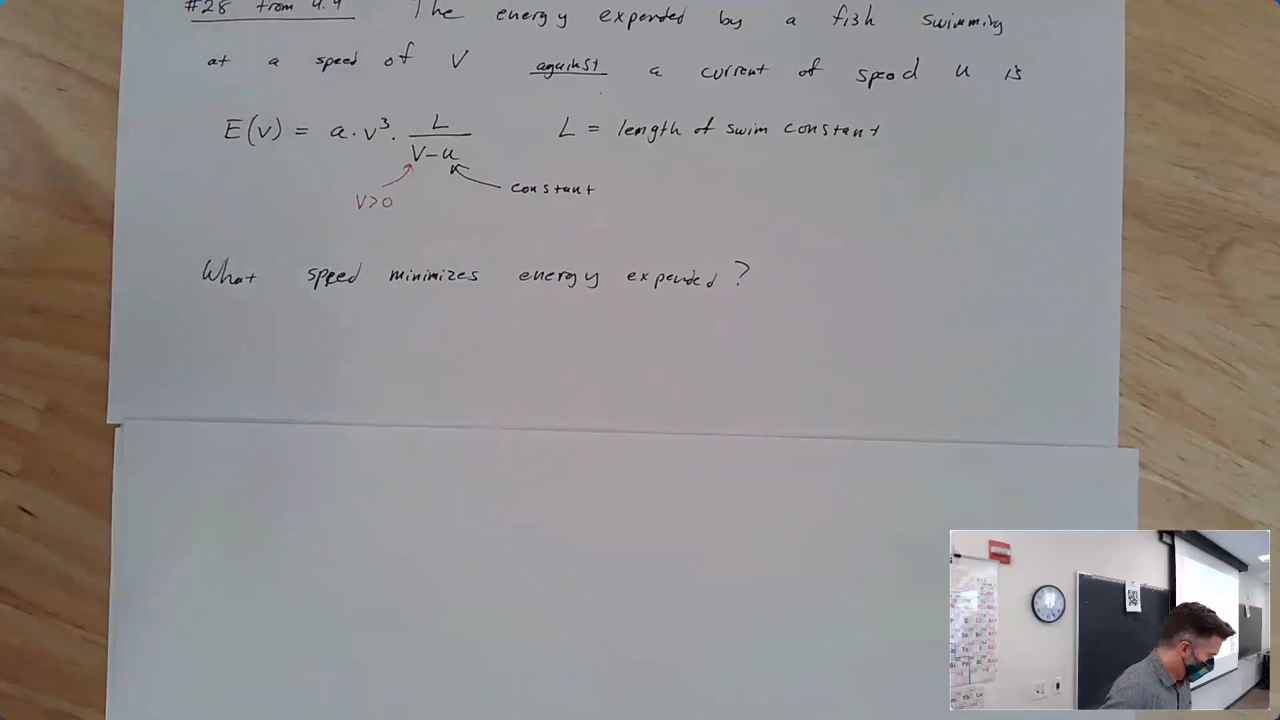 #28 from 4.4 The energy expended by a fish swimming
at a speed of V against a current of speed u is
E(v) = a·v³· L / (V-u) L = length of swim constant
V>0 constant
What speed minimizes energy expended?